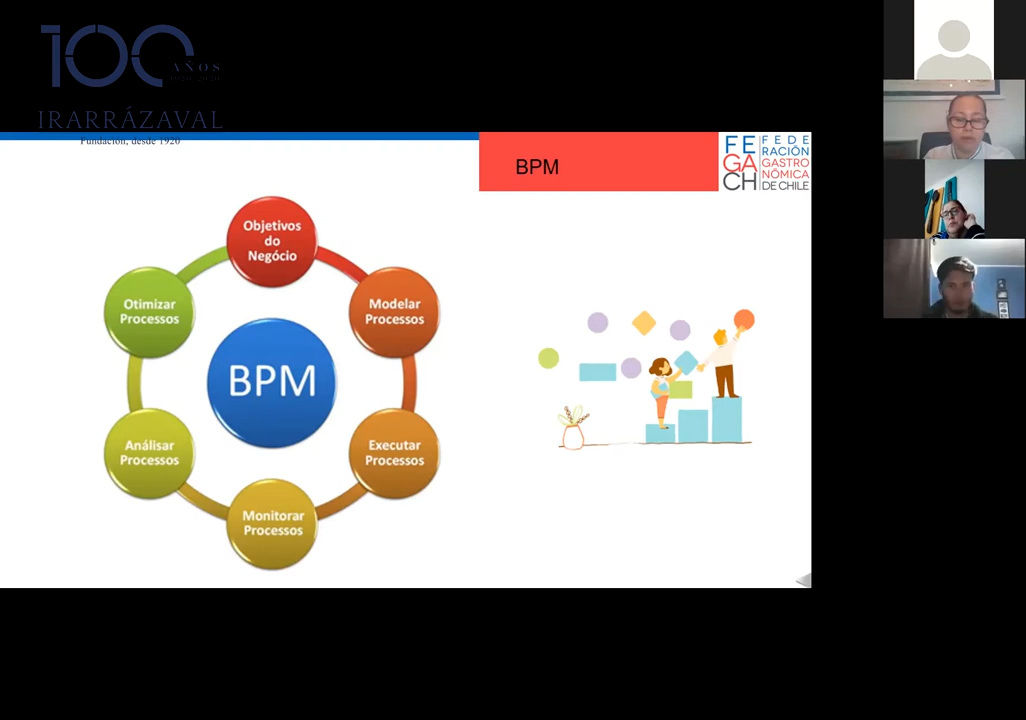 100
AÑOS
IRARRÁZAVAL
Fundación, desde 1920
BPM
FE
GA
CH
FEDE
RACIÓN
GASTRO
NÓMICA
DE CHILE
Objetivos
do
Negócio
Modelar
Processos
Executar
Processos
Monitorar
Processos
Análisar
Processos
Otimizar
Processos
BPM